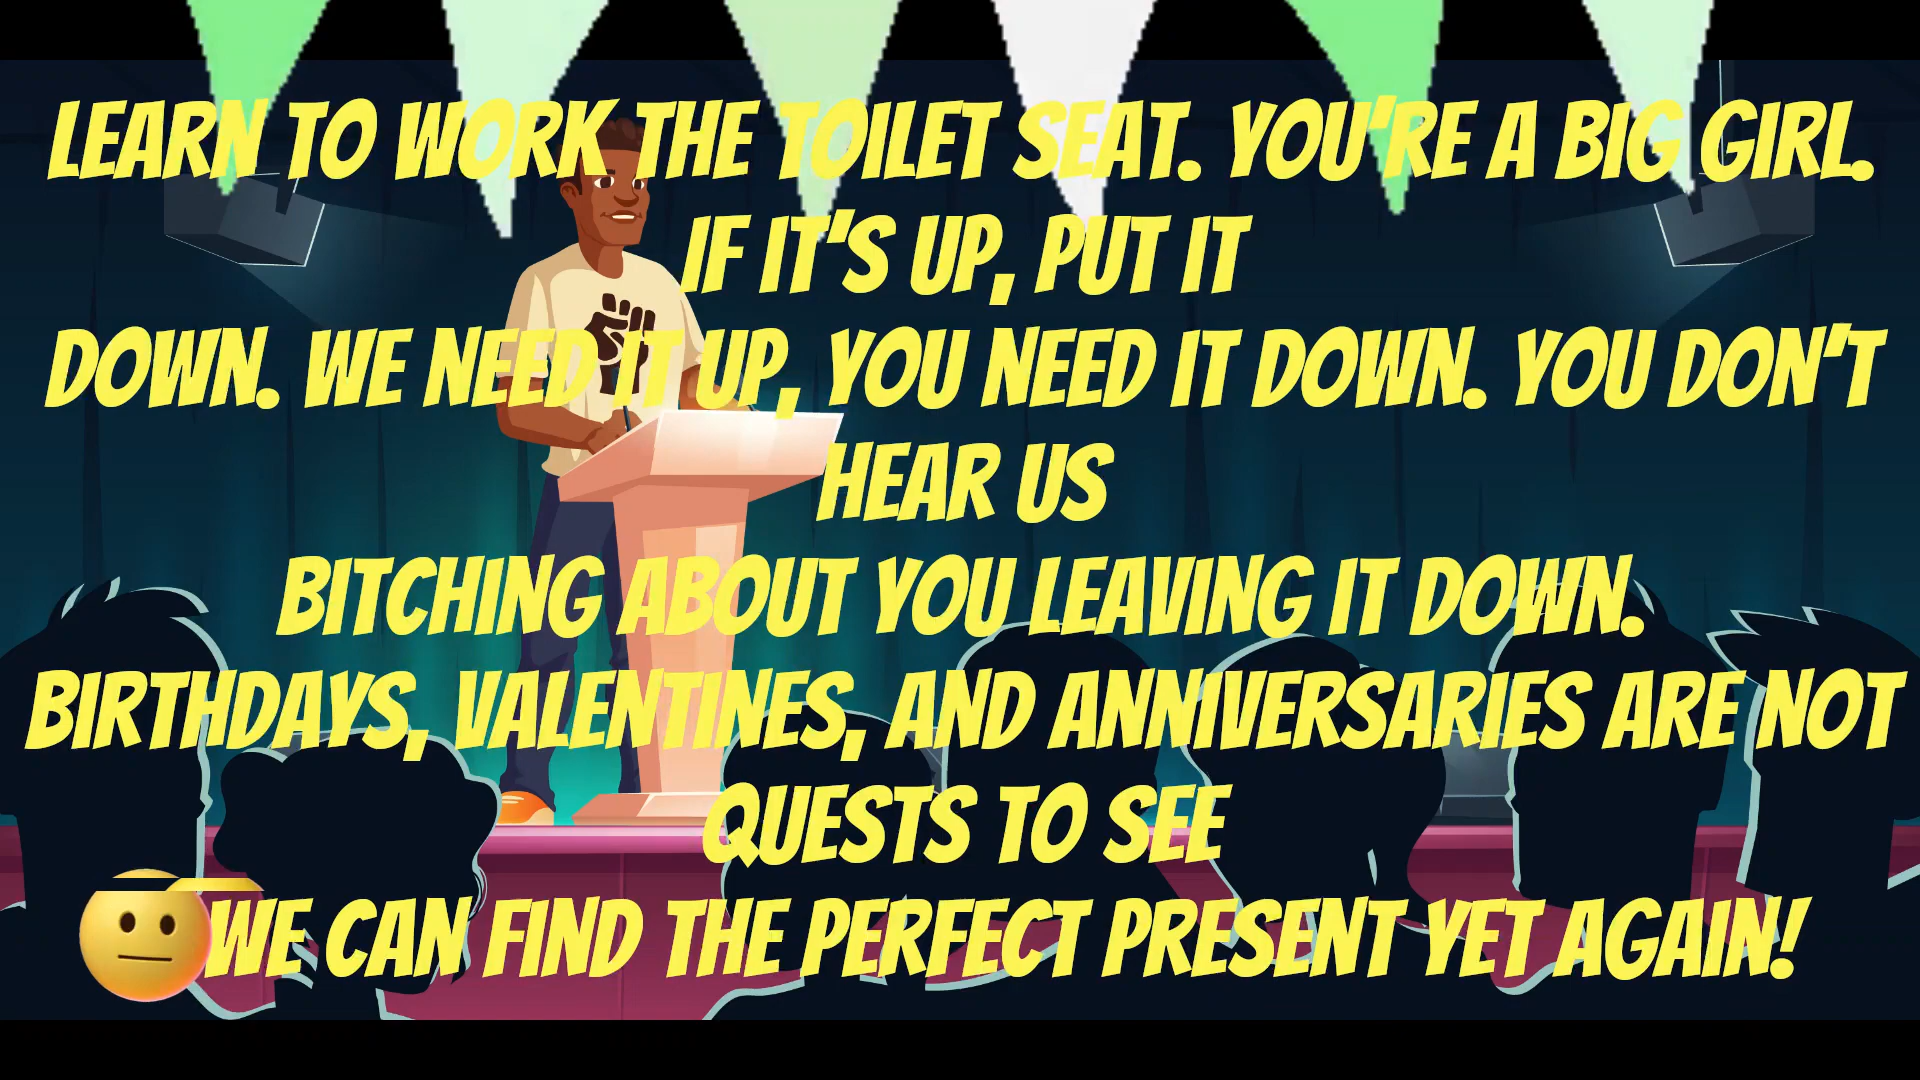 LEARN TO WORK THE TOILET SEAT. YOU'RE A BIG GIRL.
IF IT'S UP, PUT IT
DOWN. WE NEED IT UP, YOU NEED IT DOWN. YOU DON'T
HEAR US
BITCHING ABOUT YOU LEAVING IT DOWN.
BIRTHDAYS, VALENTINES, AND ANNIVERSARIES ARE NOT
QUESTS TO SEE
WE CAN FIND THE PERFECT PRESENT YET AGAIN!